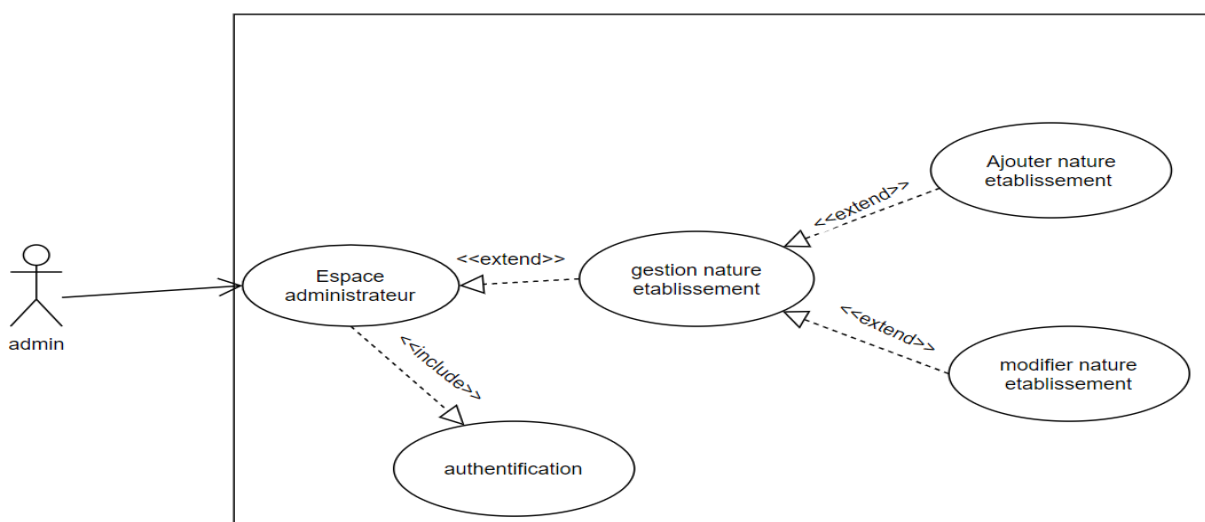 Ajouter nature
etablissement
<<extend>>
<<extend>>
gestion nature
etablissement
Espace
administrateur
<<extend>>
admin
<<include>>
modifier nature
etablissement
authentification